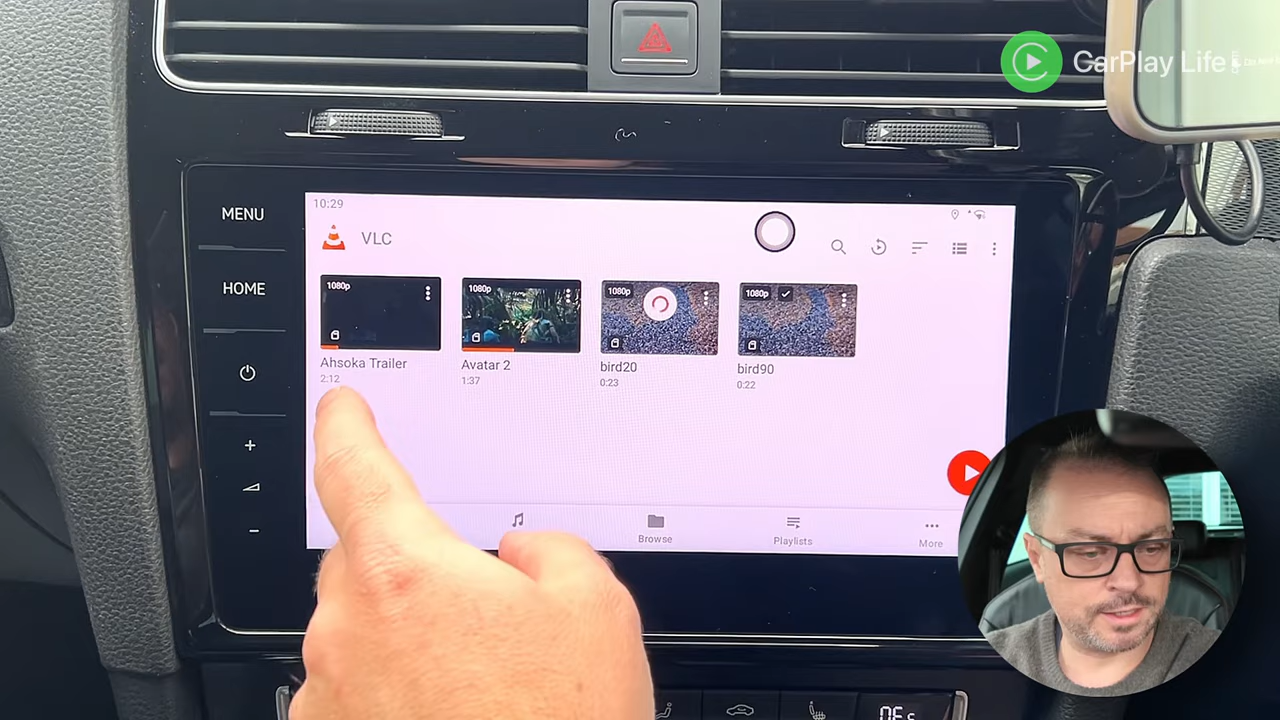 CarPlay Life
MENU
HOME
10:29
VLC
1080p
1080p
1080p
1080p
Ahsoka Trailer
Avatar 2
bird20
bird90
2:12
1:37
0:23
0:22
Browse
Playlists
More